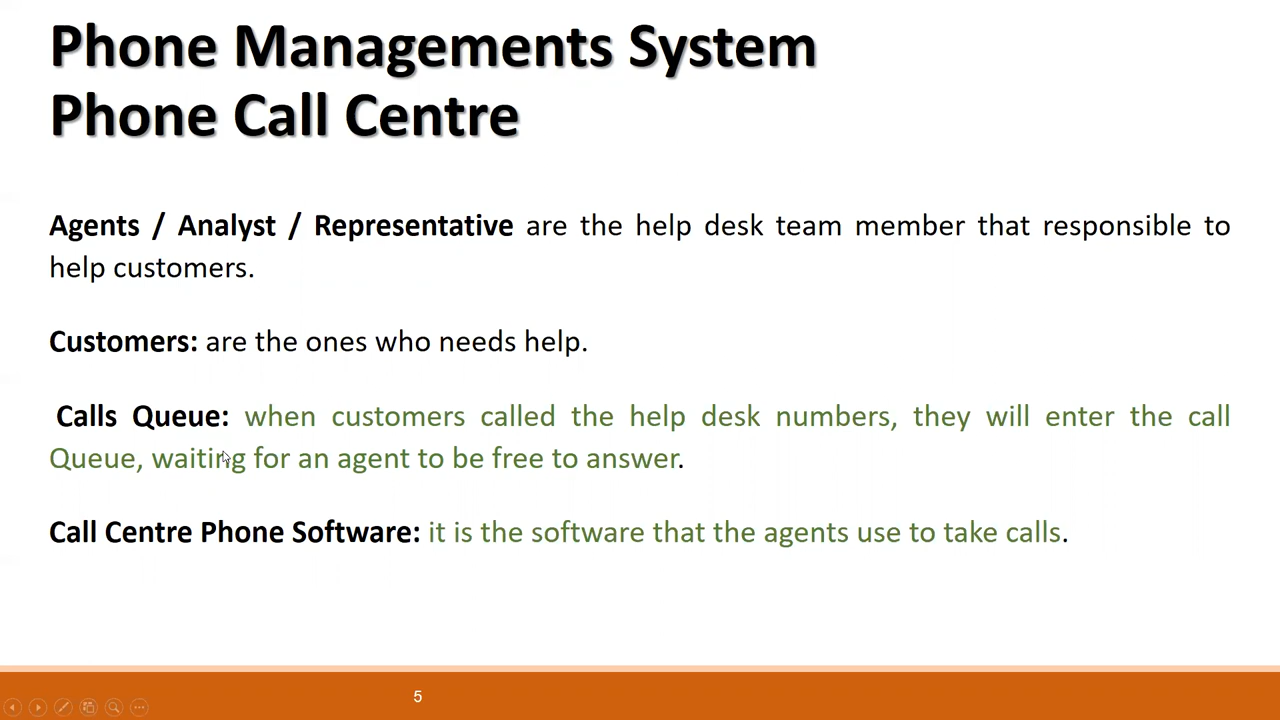 Phone Managements System
Phone Call Centre
Agents / Analyst / Representative are the help desk team member that responsible to
help customers.
Customers: are the ones who needs help.
Calls Queue: when customers called the help desk numbers, they will enter the call
Queue, waiting for an agent to be free to answer.
Call Centre Phone Software: it is the software that the agents use to take calls.
5